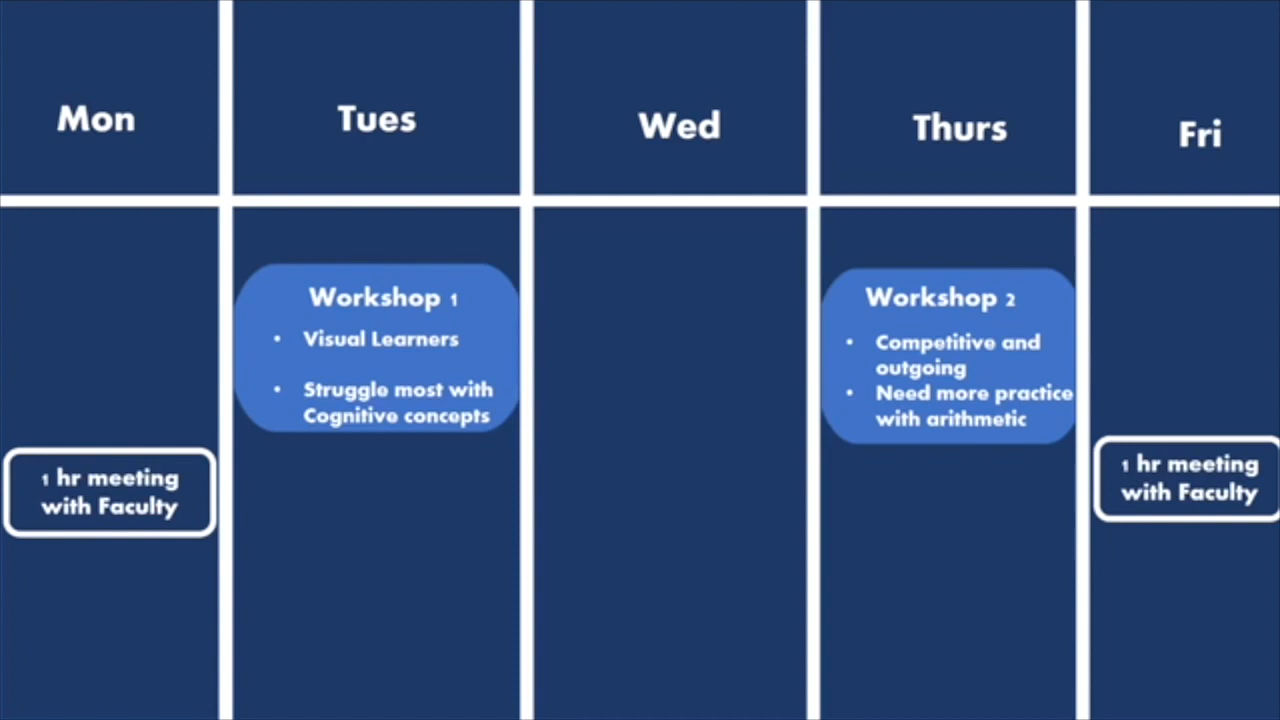 Mon
Tues
Wed
Thurs
Fri
Workshop 1
• Visual Learners
• Struggle most with
Cognitive concepts
Workshop 2
• Competitive and
outgoing
• Need more practice
with arithmetic
1 hr meeting
with Faculty
1 hr meeting
with Faculty